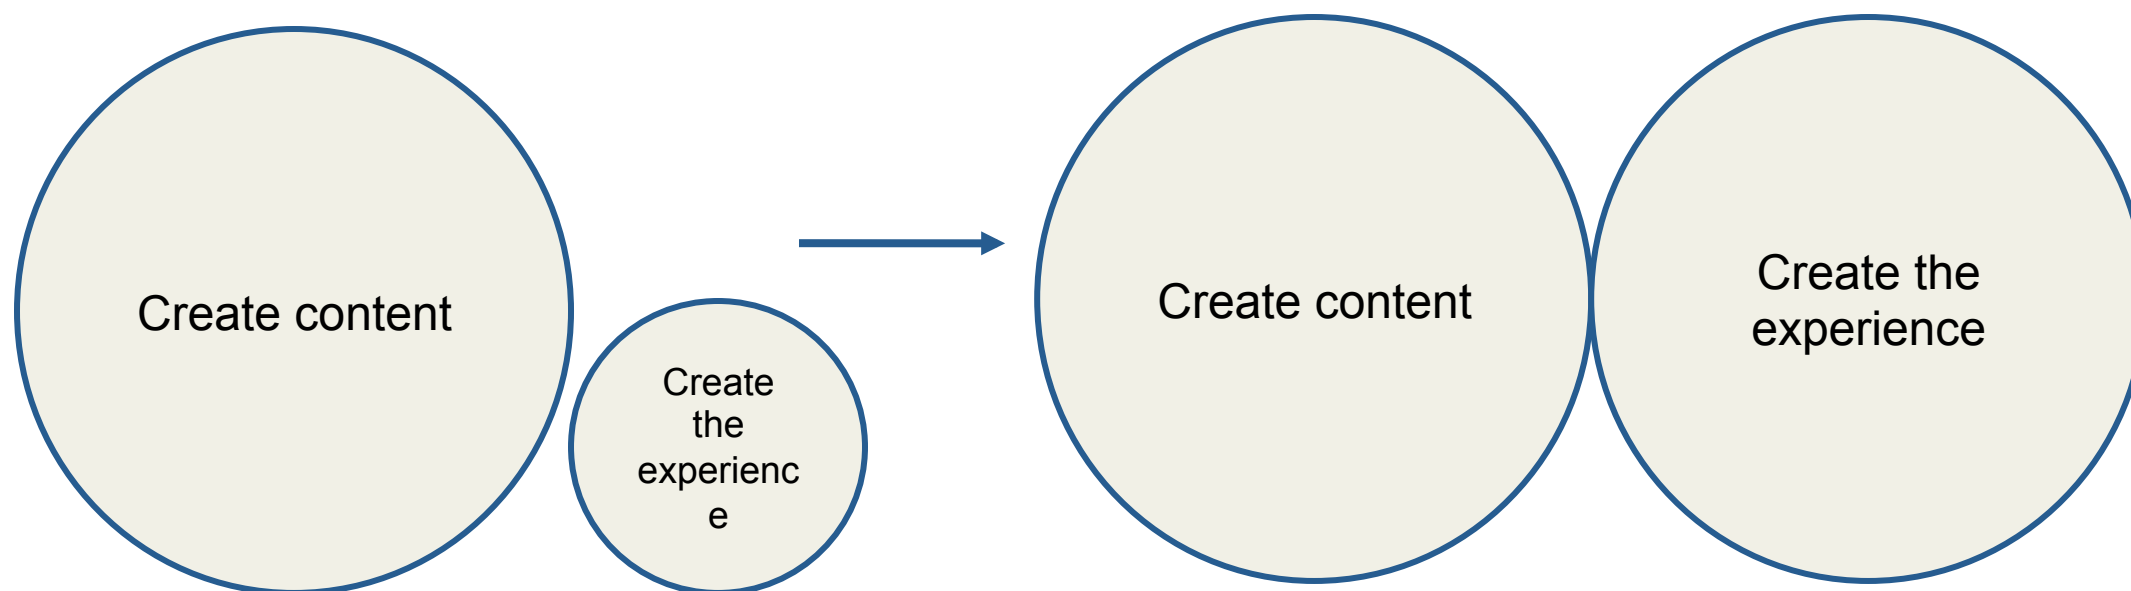 Create content
Create
the
experienc
e
Create content
Create the
experience